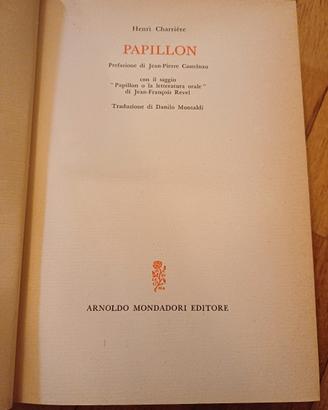 Henri Charrière
PAPILLON
Prefazione di Jean-Pierre Castelnau
con il saggio
"Papillon o la letteratura orale"
di Jean-François Revel
Traduzione di Danilo Montaldi
ARNOLDO MONDADORI EDITORE